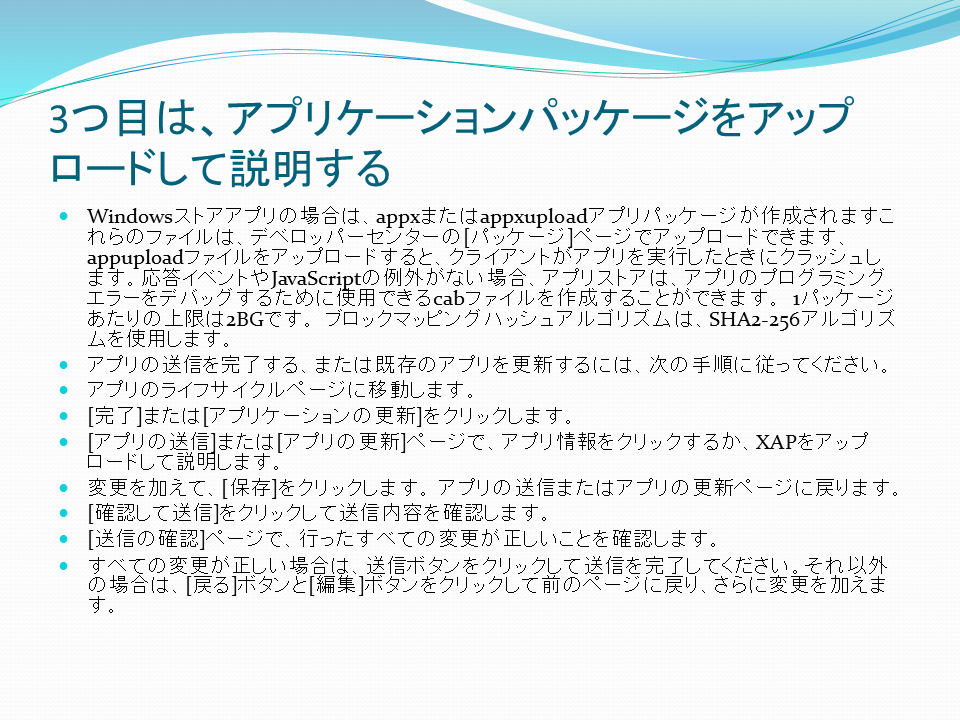 3つ目は、アプリケーションパッケージをアップ
ロードして説明する
Windowsストアアプリの場合は、appxまたはappxuploadアプリパッケージが作成されますこ
れらのファイルは、デベロッパーセンターの[パッケージ]ページでアップロードできます、
appuploadファイルをアップロードすると、クライアントがアプリを実行したときにクラッシュし
ます。応答イベントやJavaScriptの例外がない場合、アプリストアは、アプリのプログラミング
エラーをデバッグするために使用できるcabファイルを作成することができます。 1パッケージ
あたりの上限は2BGです。 ブロックマッピングハッシュアルゴリズムは、SHA2-256アルゴリズ
ムを使用します。
アプリの送信を完了する、または既存のアプリを更新するには、次の手順に従ってください。
アプリのライフサイクルページに移動します。
[完了]または[アプリケーションの更新]をクリックします。
[アプリの送信]または[アプリの更新]ページで、アプリ情報をクリックするか、XAPをアップ
ロードして説明します。
変更を加えて、[保存]をクリックします。 アプリの送信またはアプリの更新ページに戻ります。
[確認して送信]をクリックして送信内容を確認します。
[送信の確認]ページで、行ったすべての変更が正しいことを確認します。
すべての変更が正しい場合は、送信ボタンをクリックして送信を完了してください。それ以外
の場合は、[戻る]ボタンと[編集]ボタンをクリックして前のページに戻り、さらに変更を加えま
す。